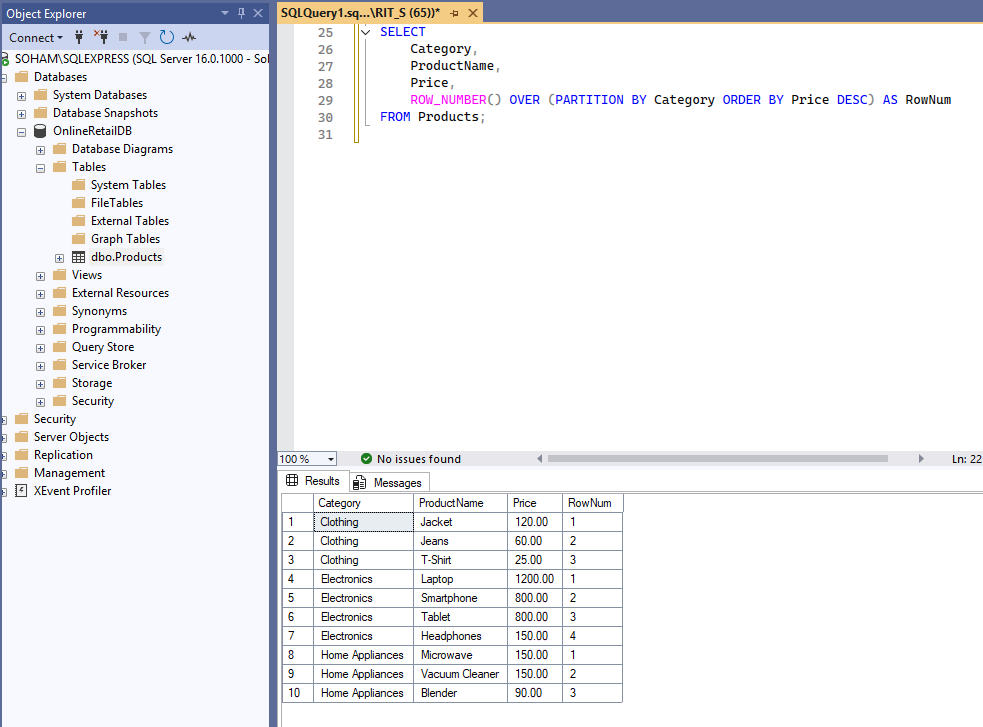 Object Explorer
Connect
SOHAM\SQLEXPRESS (SQL Server 16.0.1000 - Sol
Databases
System Databases
Database Snapshots
OnlineRetailDB
Database Diagrams
Tables
System Tables
FileTables
External Tables
Graph Tables
dbo.Products
Views
External Resources
Synonyms
Programmability
Query Store
Service Broker
Storage
Security
Security
Server Objects
Replication
Management
XEvent Profiler
SQLQuery1.sq...\RIT_S (65))*
25 SELECT
26 Category,
27 ProductName,
28 Price,
29 ROW_NUMBER() OVER (PARTITION BY Category ORDER BY Price DESC) AS RowNum
30 FROM Products;
31
100 % No issues found Ln: 22
Results Messages
Category ProductName Price RowNum
1 Clothing Jacket 120.00 1
2 Clothing Jeans 60.00 2
3 Clothing T-Shirt 25.00 3
4 Electronics Laptop 1200.00 1
5 Electronics Smartphone 800.00 2
6 Electronics Tablet 800.00 3
7 Electronics Headphones 150.00 4
8 Home Appliances Microwave 150.00 1
9 Home Appliances Vacuum Cleaner 150.00 2
10 Home Appliances Blender 90.00 3